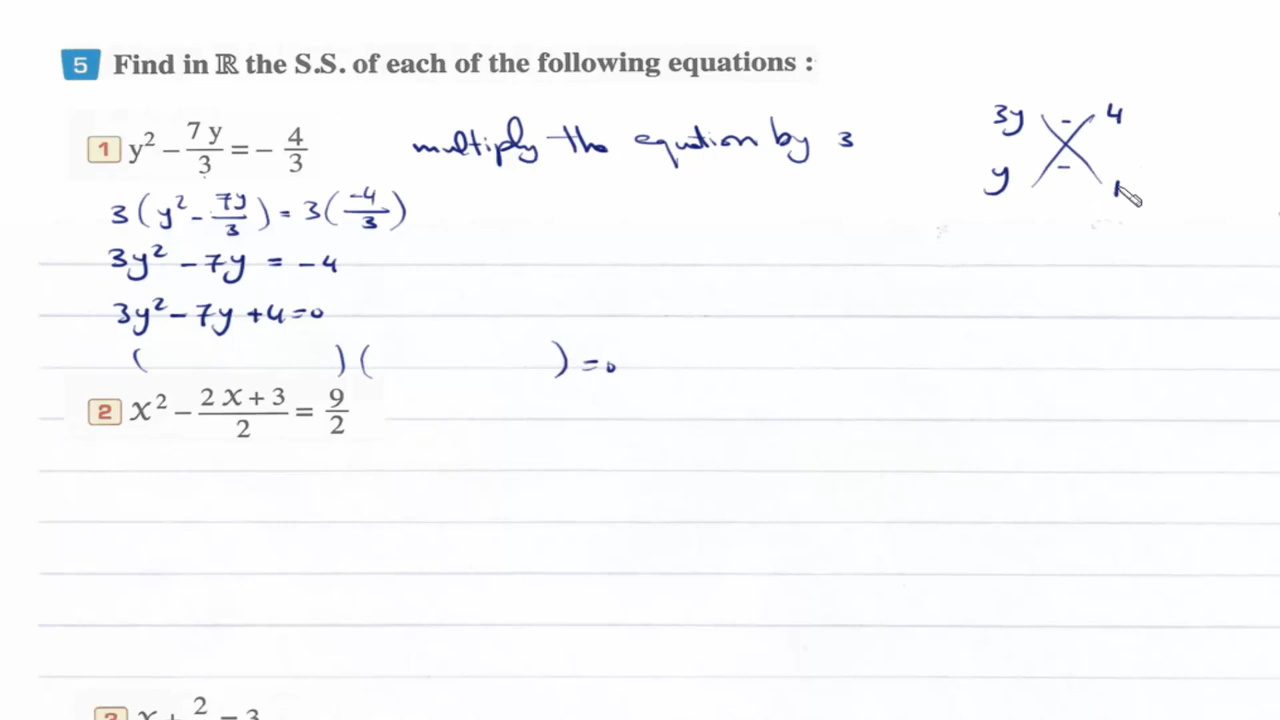 5 Find in ℝ the S.S. of each of the following equations :
1 y² − 7y/3 = − 4/3 multiply the equation by 3
3(y² − 7y/3) = 3(−4/3)
3y² − 7y = −4
3y² − 7y + 4 = 0
( )( ) = 0
3y − 4
y −
2 x² − (2x + 3)/2 = 9/2